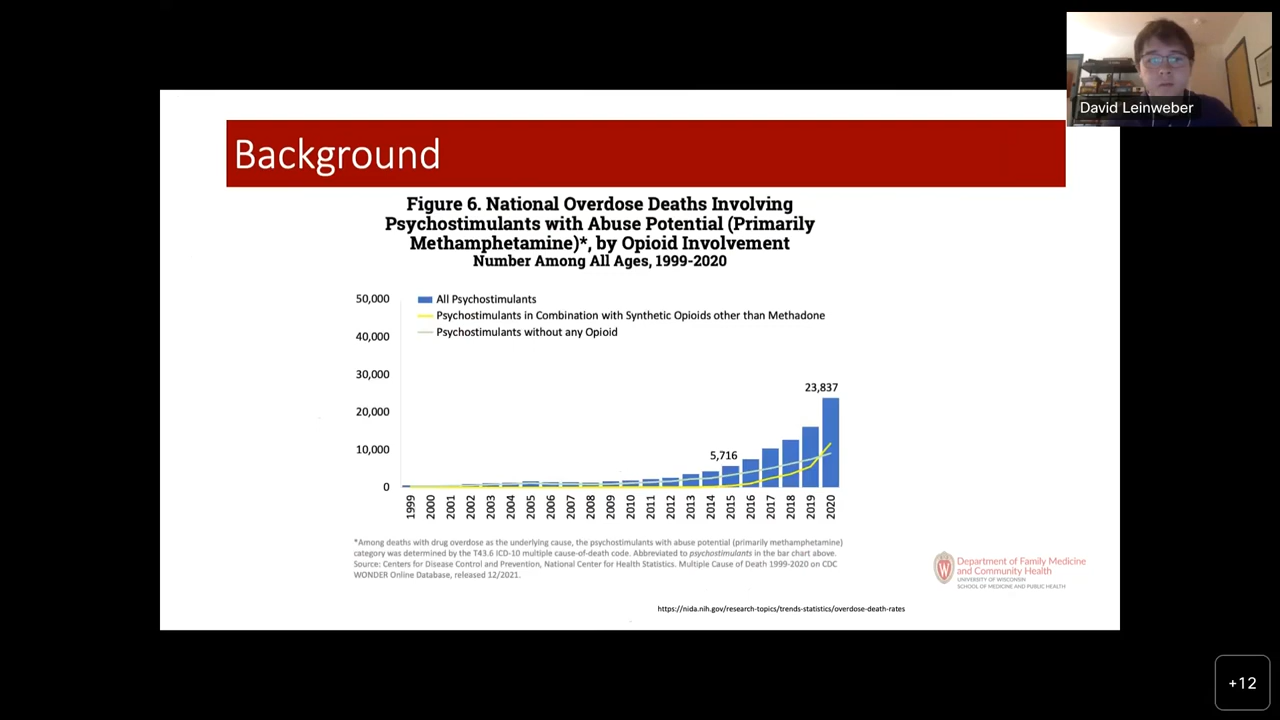 David Leinweber
Background
Figure 6. National Overdose Deaths Involving
Psychostimulants with Abuse Potential (Primarily
Methamphetamine)*, by Opioid Involvement
Number Among All Ages, 1999-2020
50,000
40,000
30,000
20,000
10,000
0
All Psychostimulants
Psychostimulants in Combination with Synthetic Opioids other than Methadone
Psychostimulants without any Opioid
5,716
23,837
1999
2000
2001
2002
2003
2004
2005
2006
2007
2008
2009
2010
2011
2012
2013
2014
2015
2016
2017
2018
2019
2020
*Among deaths with drug overdose as the underlying cause, the psychostimulants with abuse potential (primarily methamphetamine)
category was determined by the T43.6 ICD-10 multiple cause-of-death code. Abbreviated to psychostimulants in the bar chart above.
Source: Centers for Disease Control and Prevention, National Center for Health Statistics. Multiple Cause of Death 1999-2020 on CDC
WONDER Online Database, released 12/2021.
W
Department of Family Medicine
and Community Health
UNIVERSITY OF WISCONSIN
SCHOOL OF MEDICINE AND PUBLIC HEALTH
https://nida.nih.gov/research-topics/trends-statistics/overdose-death-rates
+12